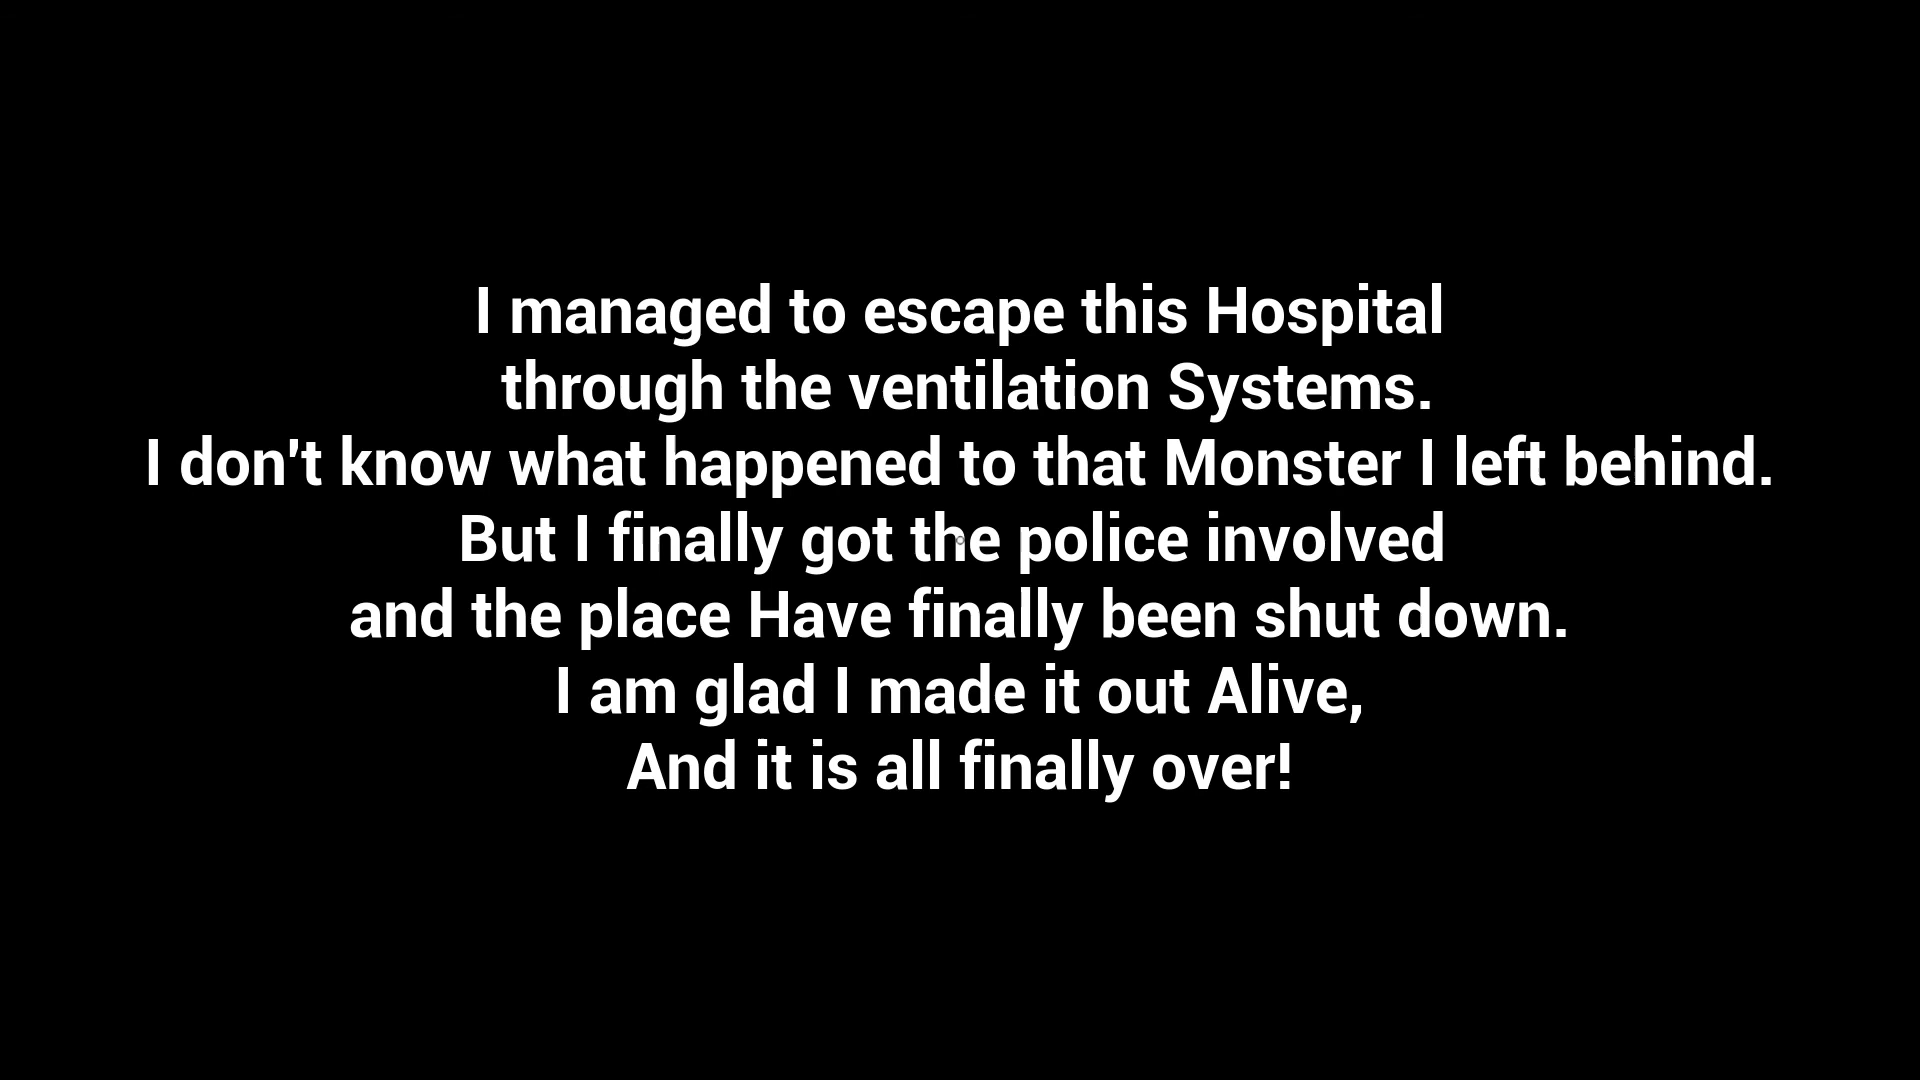 I managed to escape this Hospital
through the ventilation Systems.
I don't know what happened to that Monster I left behind.
But I finally got the police involved
and the place Have finally been shut down.
I am glad I made it out Alive,
And it is all finally over!